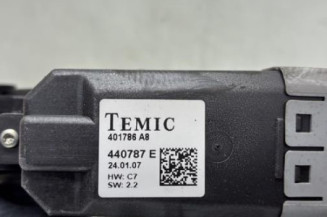 TEMIC
401786 A8
440787 E
24.01.07
HW: C7
SW: 2.2